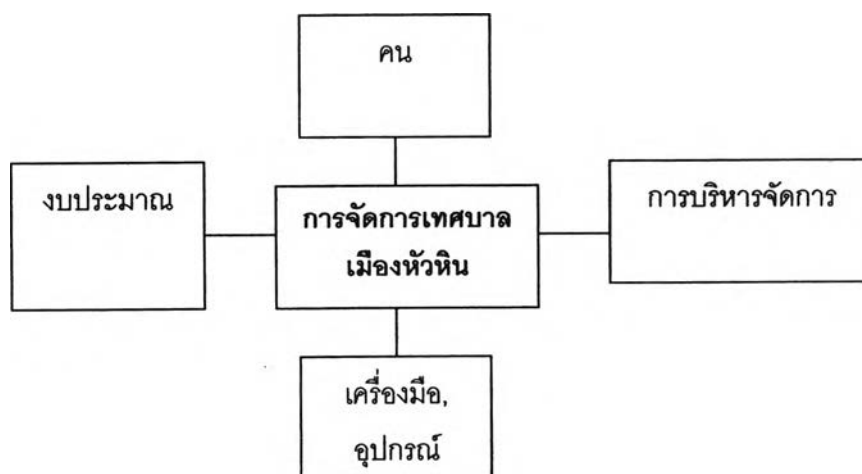 คน
งบประมาณ
การจัดการเทศบาล
เมืองหัวหิน
การบริหารจัดการ
เครื่องมือ,
อุปกรณ์